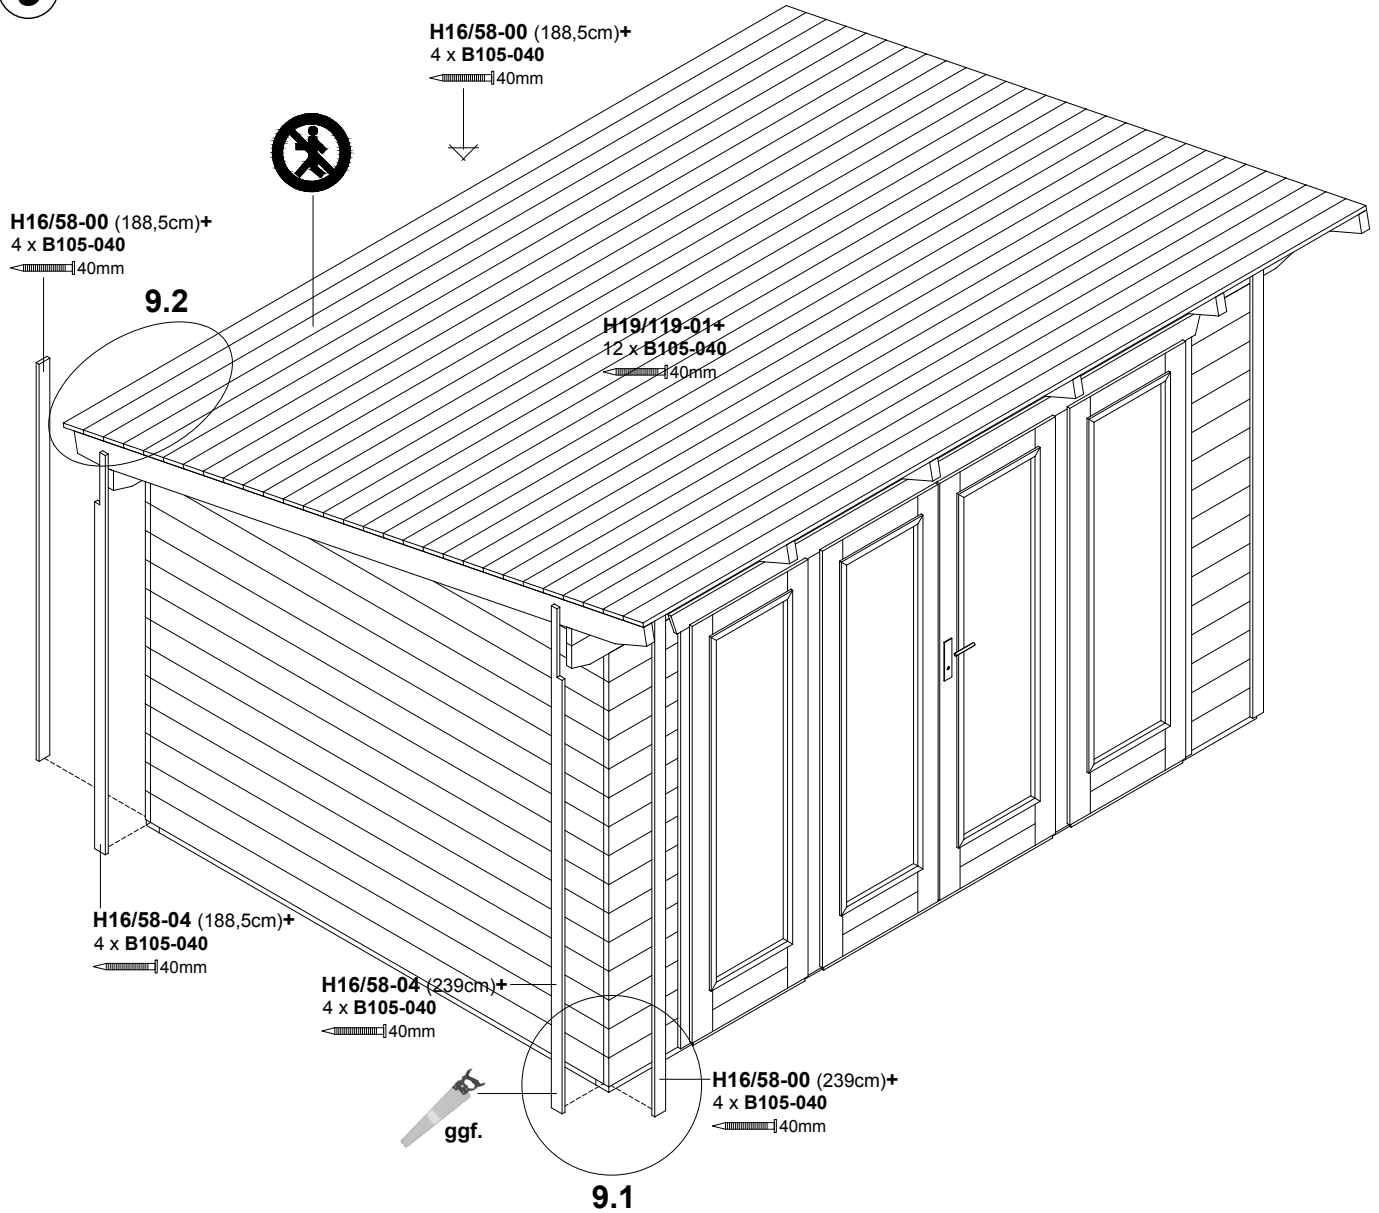 H16/58-00 (188,5cm)+
4 x B105-040
40mm
H16/58-00 (188,5cm)+
4 x B105-040
40mm
9.2
H19/119-01+
12 x B105-040
40mm
H16/58-04 (188,5cm)+
4 x B105-040
40mm
H16/58-04 (239cm)+
4 x B105-040
40mm
H16/58-00 (239cm)+
4 x B105-040
40mm
ggf.
9.1